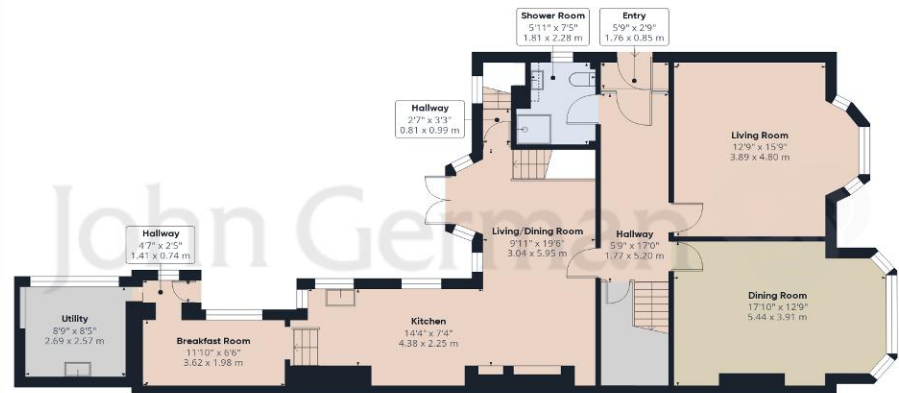 Shower Room
5'11" x 7'5"
1.81 x 2.28 m
Entry
5'9" x 2'9"
1.76 x 0.85 m
Hallway
2'7" x 3'3"
0.81 x 0.99 m
Living Room
12'9" x 15'9"
3.89 x 4.80 m
John German
Hallway
4'7" x 2'5"
1.41 x 0.74 m
Living/Dining Room
9'11" x 19'6"
3.04 x 5.95 m
Hallway
5'9" x 17'0"
1.77 x 5.20 m
Utility
8'9" x 8'5"
2.69 x 2.57 m
Breakfast Room
11'10" x 6'6"
3.62 x 1.98 m
Kitchen
14'4" x 7'4"
4.38 x 2.25 m
Dining Room
17'10" x 12'9"
5.44 x 3.91 m